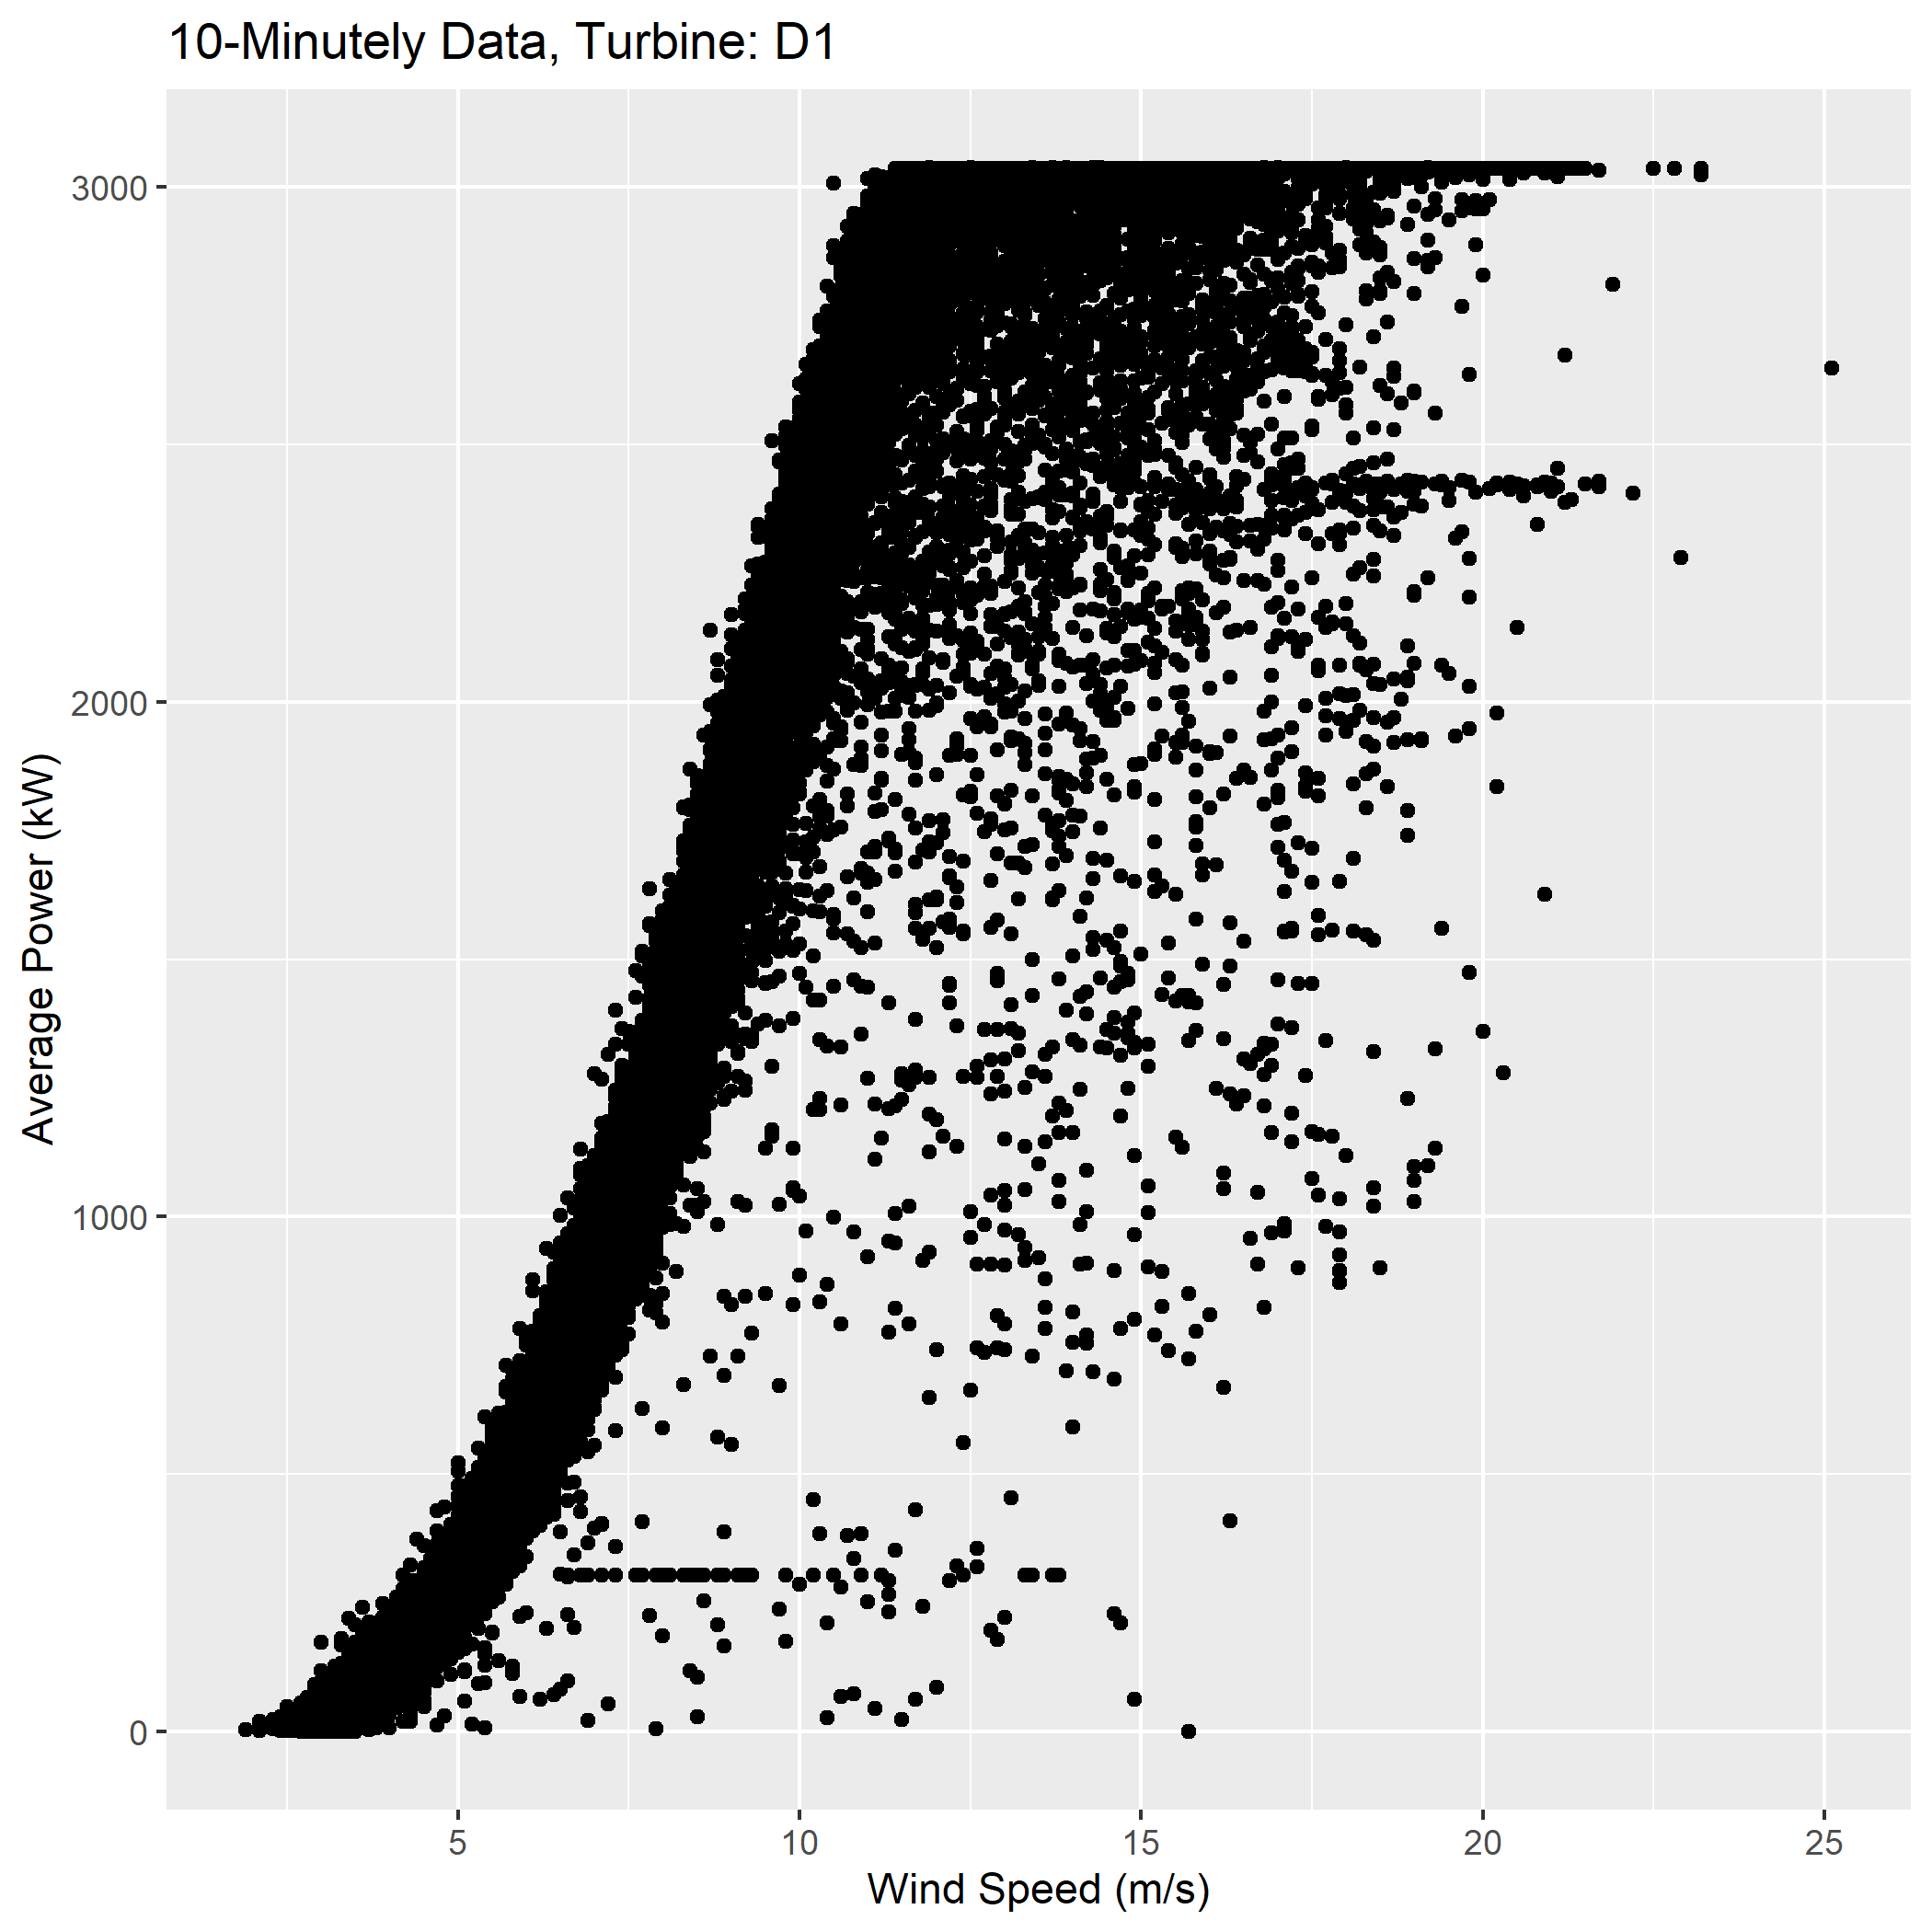 10-Minutely Data, Turbine: D1
Average Power (kW)
3000
2000
1000
0
5 10 15 20 25
Wind Speed (m/s)